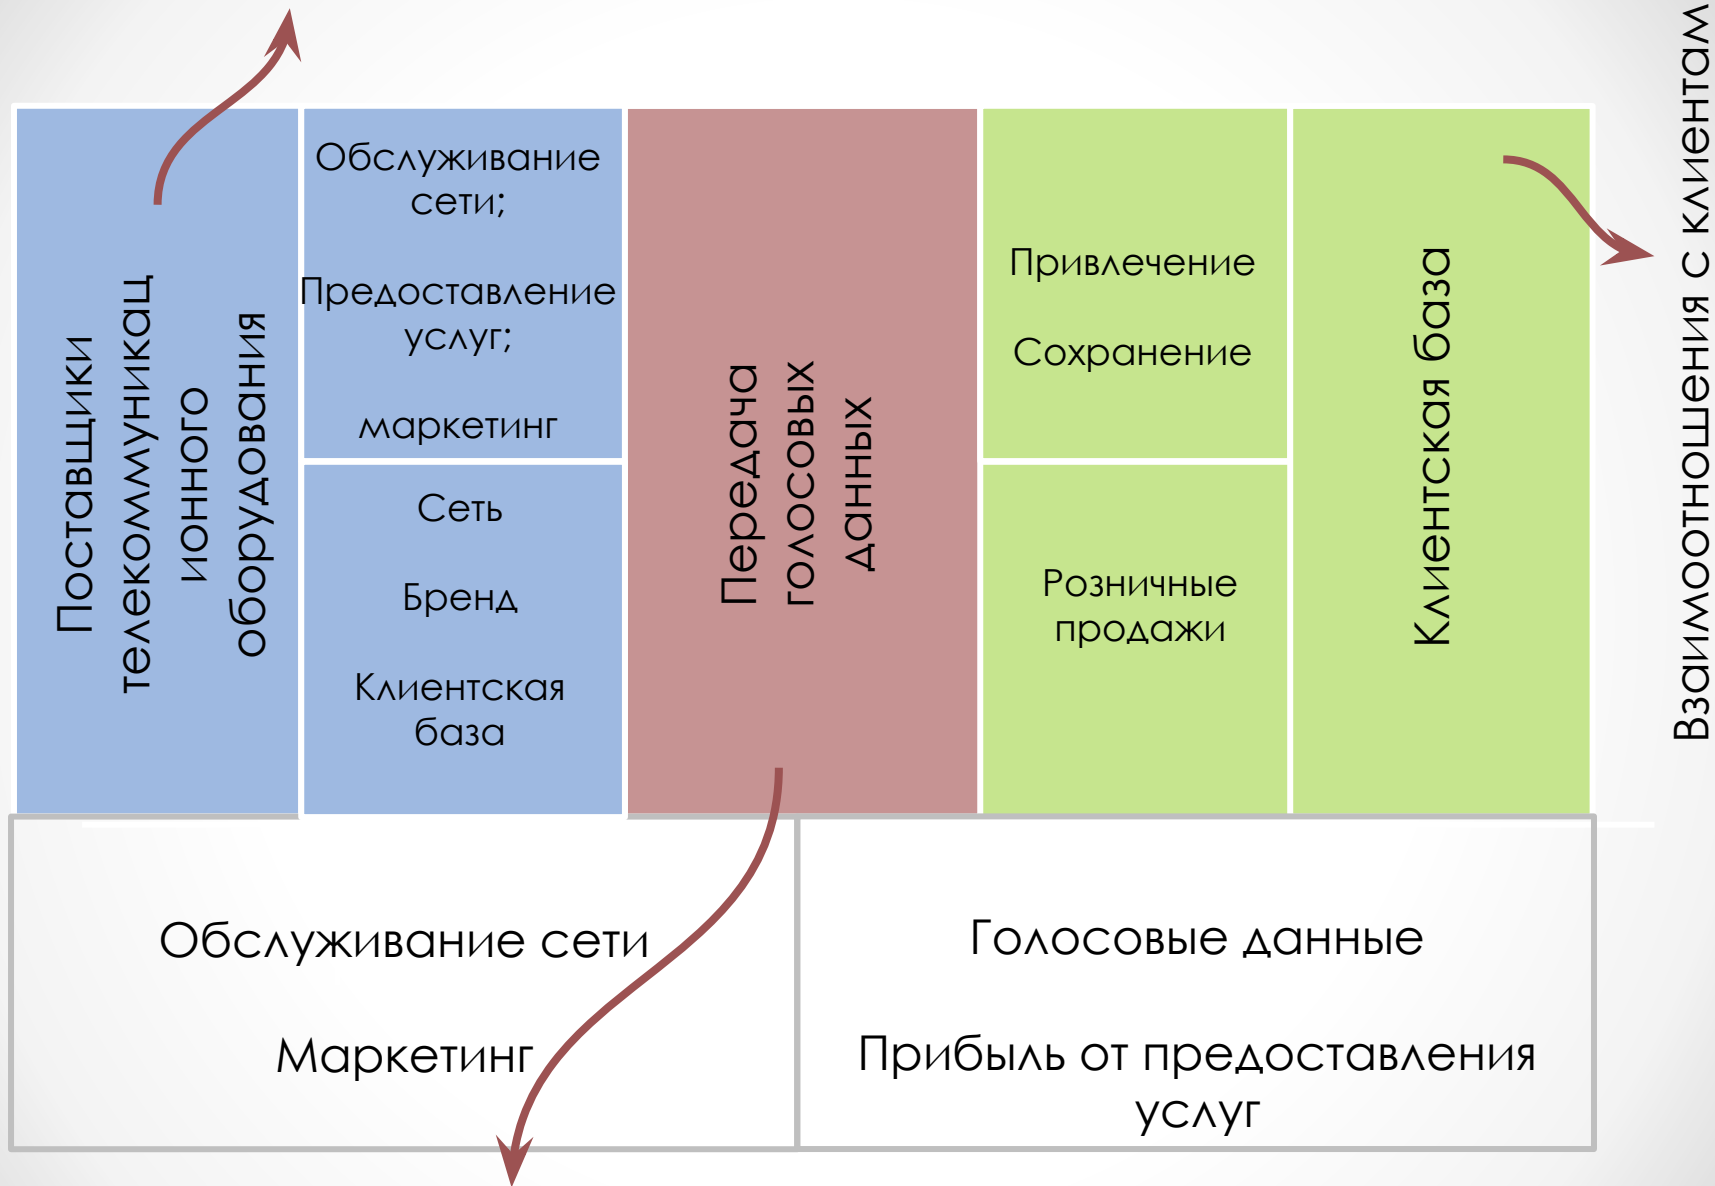 Поставщики
телекоммуникац
ионного
оборудования
Обслуживание
сети;
Предоставление
услуг;
маркетинг
Сеть
Бренд
Клиентская
база
Передача
голосовых
данных
Привлечение
Сохранение
Розничные
продажи
Клиентская база
Взаимоотношения с клиентам
Обслуживание сети
Маркетинг
Голосовые данные
Прибыль от предоставления
услуг